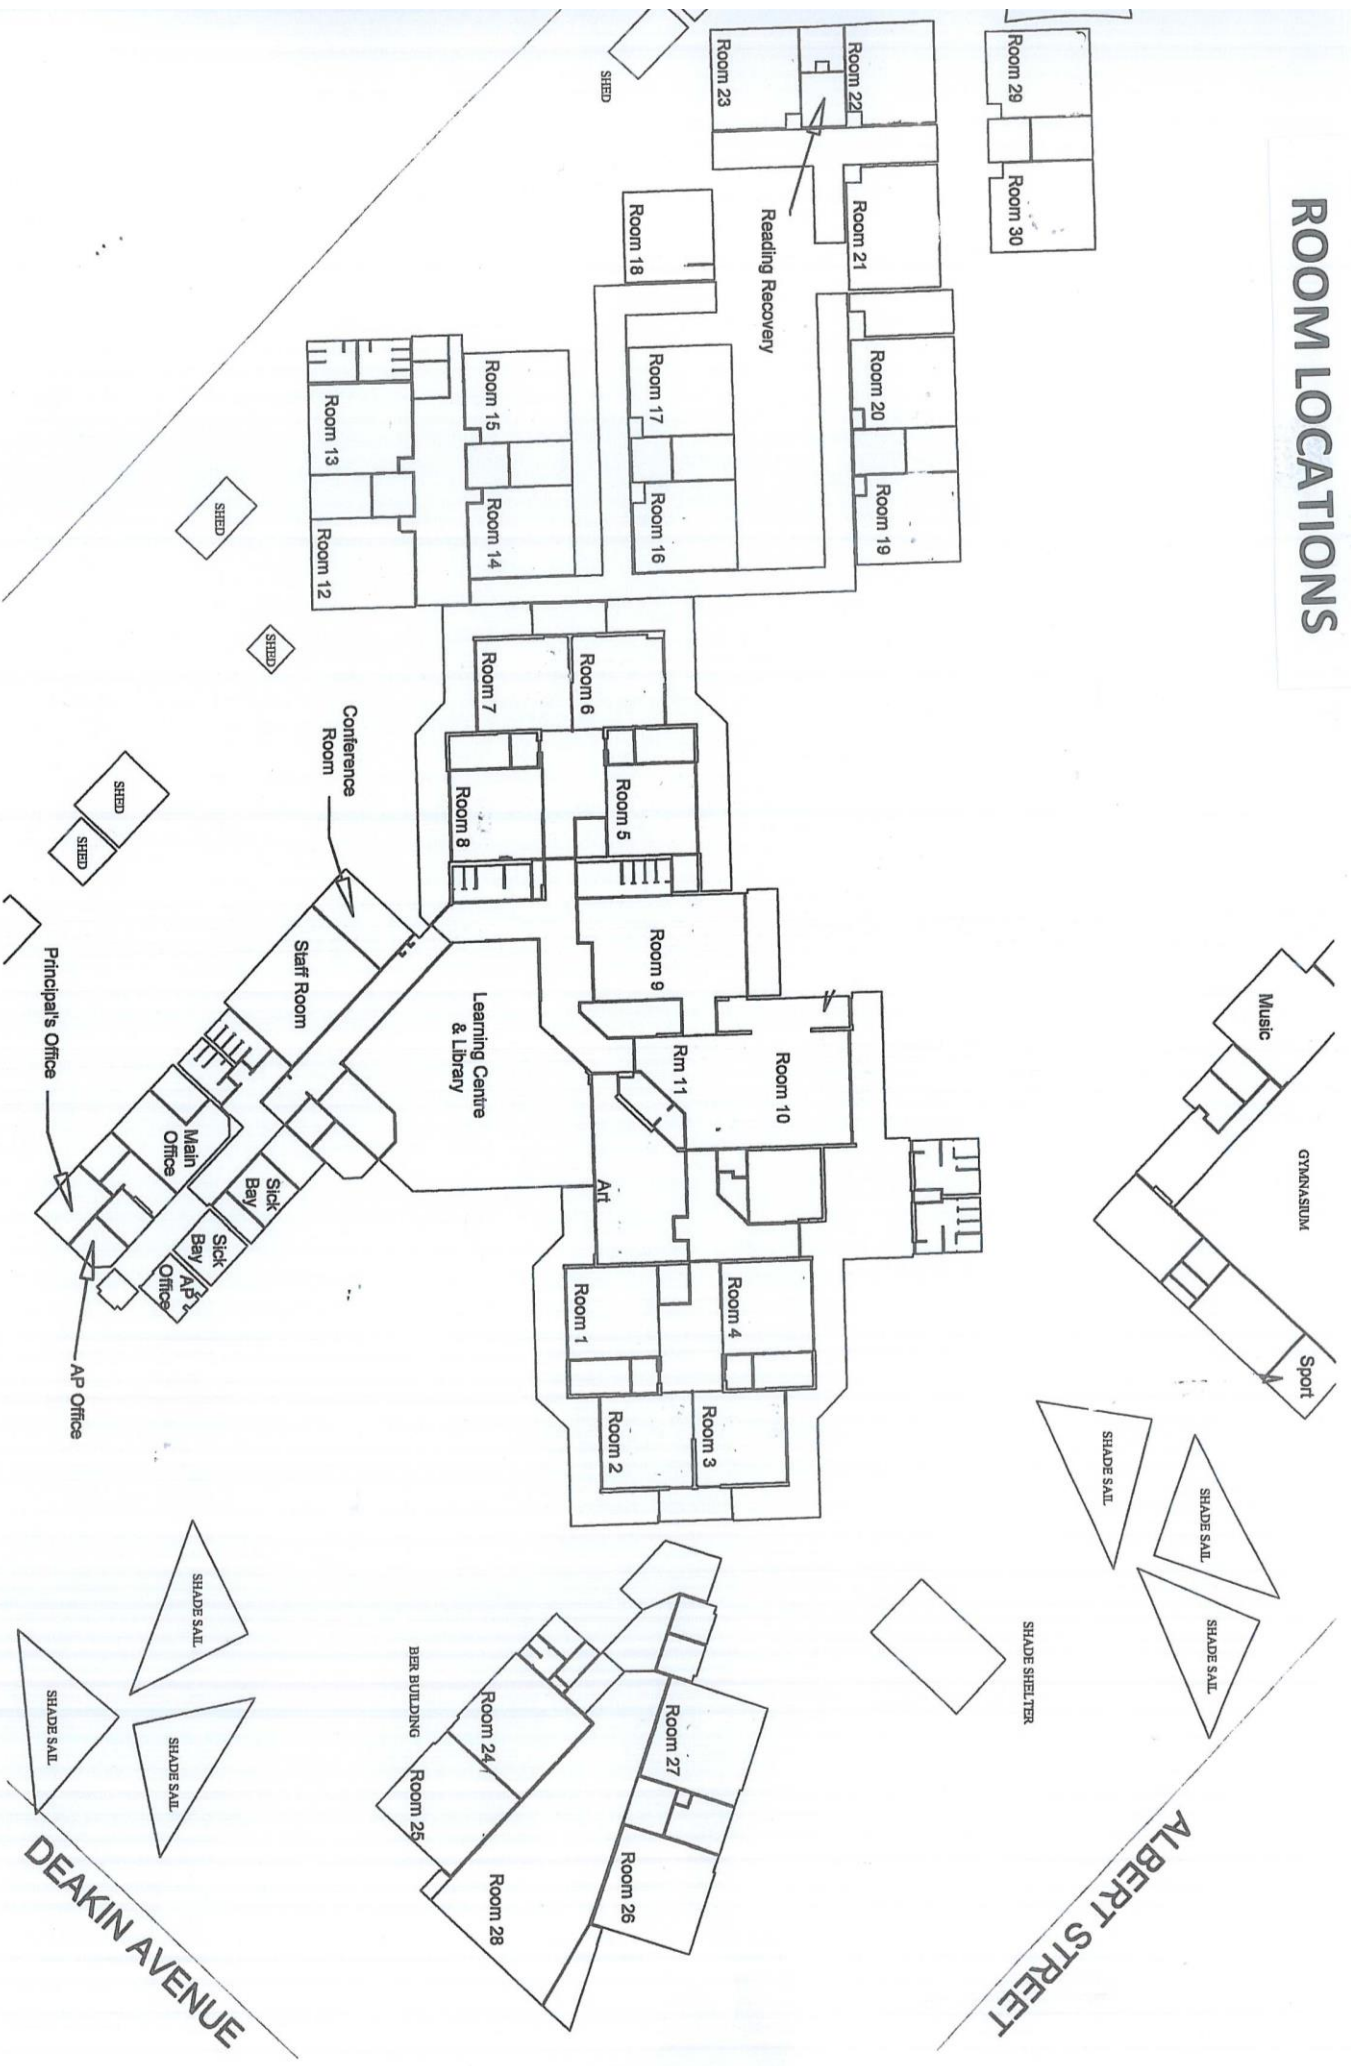 ROOM LOCATIONS
Music
GYMNASIUM
Sport
SHADE SAIL
SHADE SAIL
SHADE SAIL
ALBERT STREET
SHADE SHELTER
Room 29
Room 30
Room 22
Room 21
Room 20
Room 19
Room 23
Reading Recovery
Room 18
Room 17
Room 16
SHED
Room 15
Room 14
Room 13
Room 12
Room 6
Room 5
Room 7
Room 8
Room 9
Room 10
Rm 11
Art
Room 4
Room 3
Room 1
Room 2
Learning Centre
& Library
Room 27
Room 26
Room 24
Room 25
Room 28
BER BUILDING
Conference
Room
Staff Room
Main
Office
Sick
Bay
Sick
Bay
AP
Office
Principal's Office
AP Office
SHED
SHED
SHED
SHED
SHADE SAIL
SHADE SAIL
SHADE SAIL
DEAKIN AVENUE